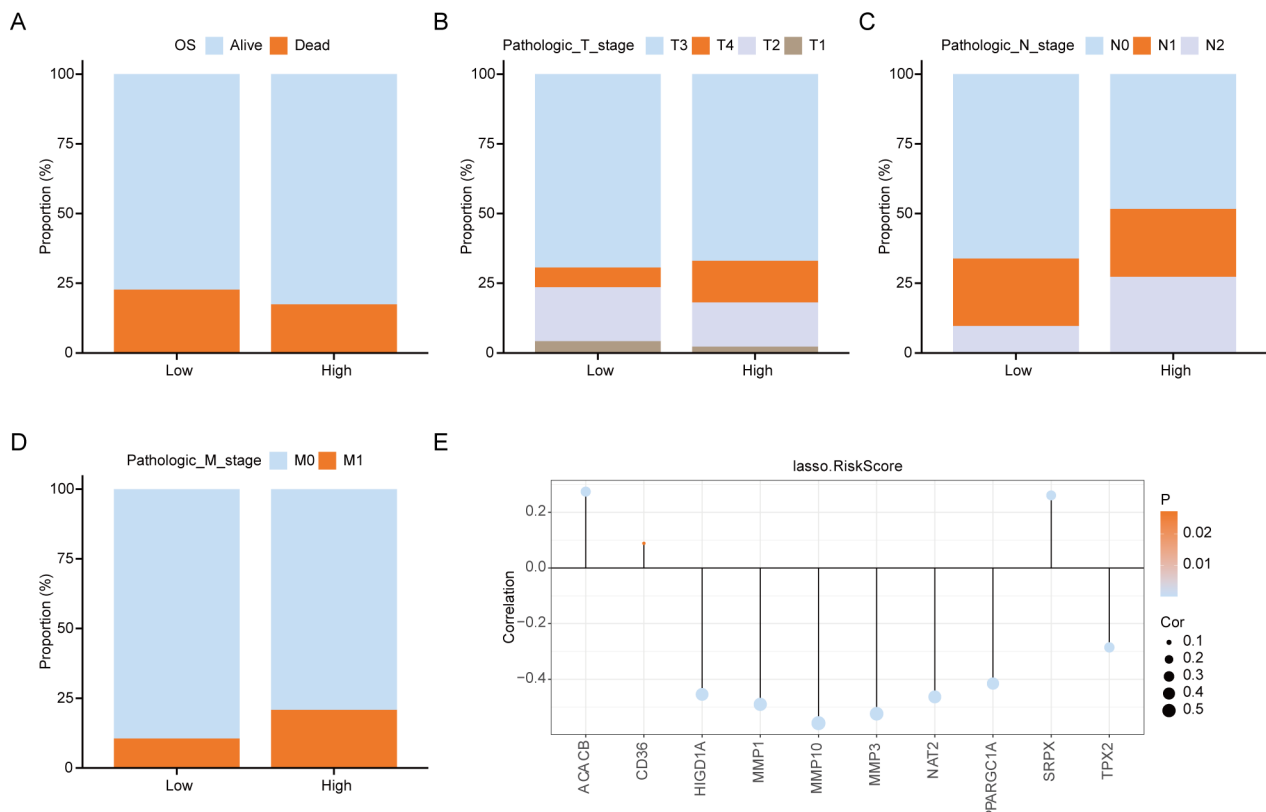 A
OS Alive Dead
Proportion (%)
100
75
50
25
0
Low High
B
Pathologic_T_stage T3 T4 T2 T1
Proportion (%)
100
75
50
25
0
Low High
C
Pathologic_N_stage N0 N1 N2
Proportion (%)
100
75
50
25
0
Low High
D
Pathologic_M_stage M0 M1
Proportion (%)
100
75
50
25
0
Low High
E
lasso.RiskScore
Correlation
0.2
0.0
−0.2
−0.4
ACACB
CD36
HIGD1A
MMP1
MMP10
MMP3
NAT2
PPARGC1A
SRPX
TPX2
P
0.02
0.01
Cor
0.1
0.2
0.3
0.4
0.5